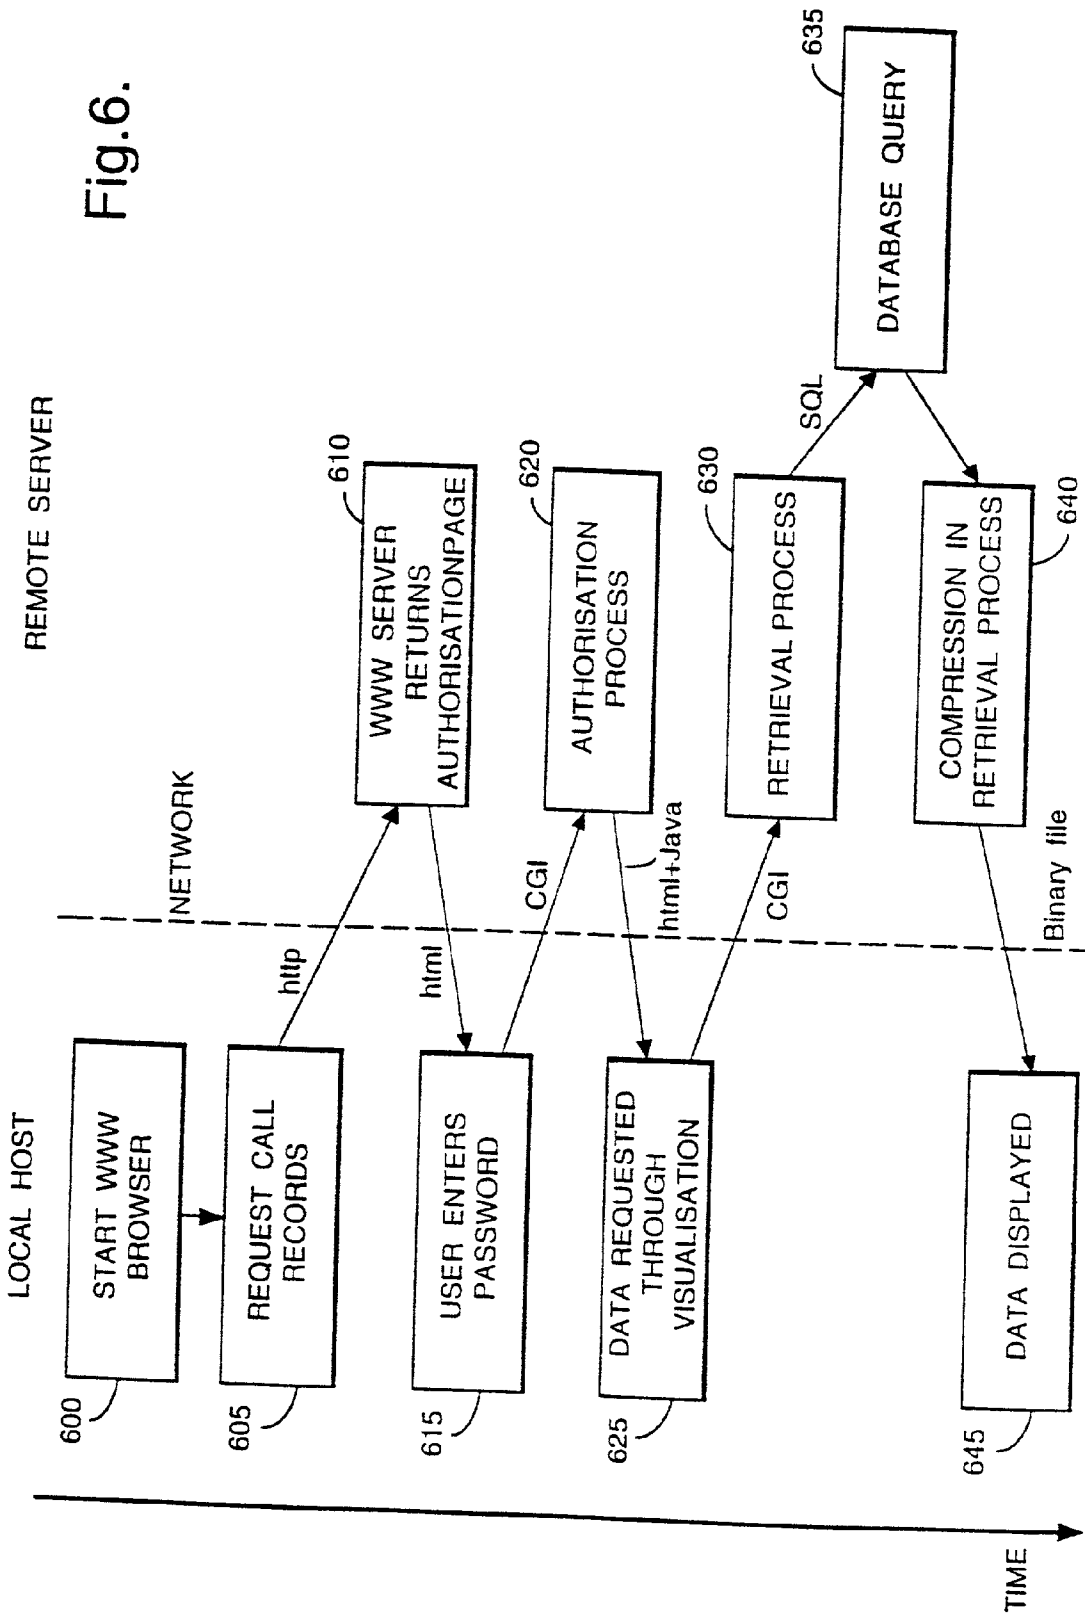 Fig.6.
LOCAL HOST
REMOTE SERVER
NETWORK
600
START WWW
BROWSER
605
REQUEST CALL
RECORDS
http
610
WWW SERVER
RETURNS
AUTHORISATIONPAGE
html
615
USER ENTERS
PASSWORD
CGI
620
AUTHORISATION
PROCESS
html+Java
625
DATA REQUESTED
THROUGH
VISUALISATION
CGI
630
RETRIEVAL PROCESS
SQL
635
DATABASE QUERY
640
COMPRESSION IN
RETRIEVAL PROCESS
Binary file
645
DATA DISPLAYED
TIME